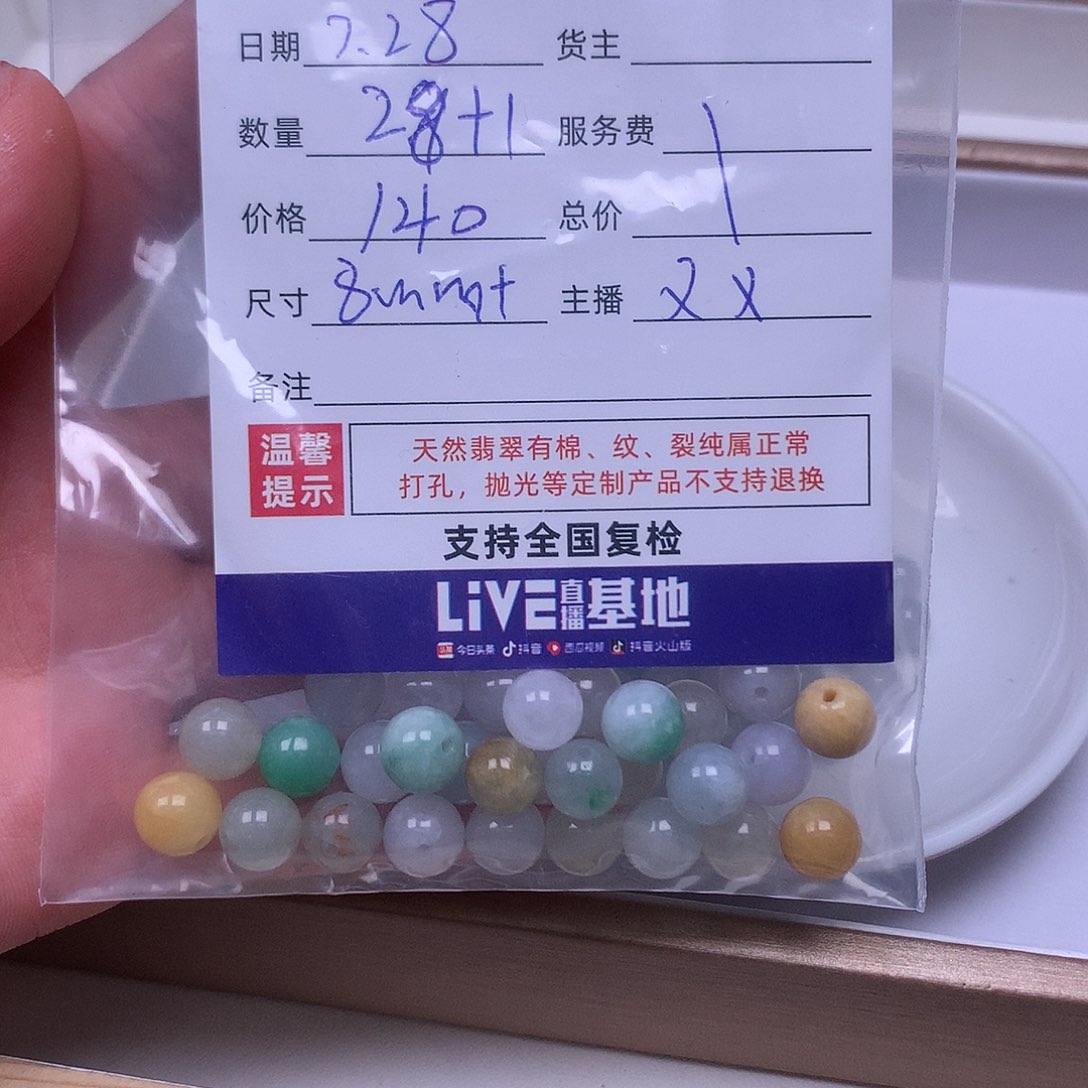 日期 7.28 货主
数量 28+1 服务费
价格 140 总价
尺寸 8mm+ 主播 XX
备注
温馨提示
天然翡翠有棉、纹、裂纯属正常
打孔，抛光等定制产品不支持退换
支持全国复检
LiVE直播基地
头条 今日头条 抖音 西瓜视频 抖音火山版